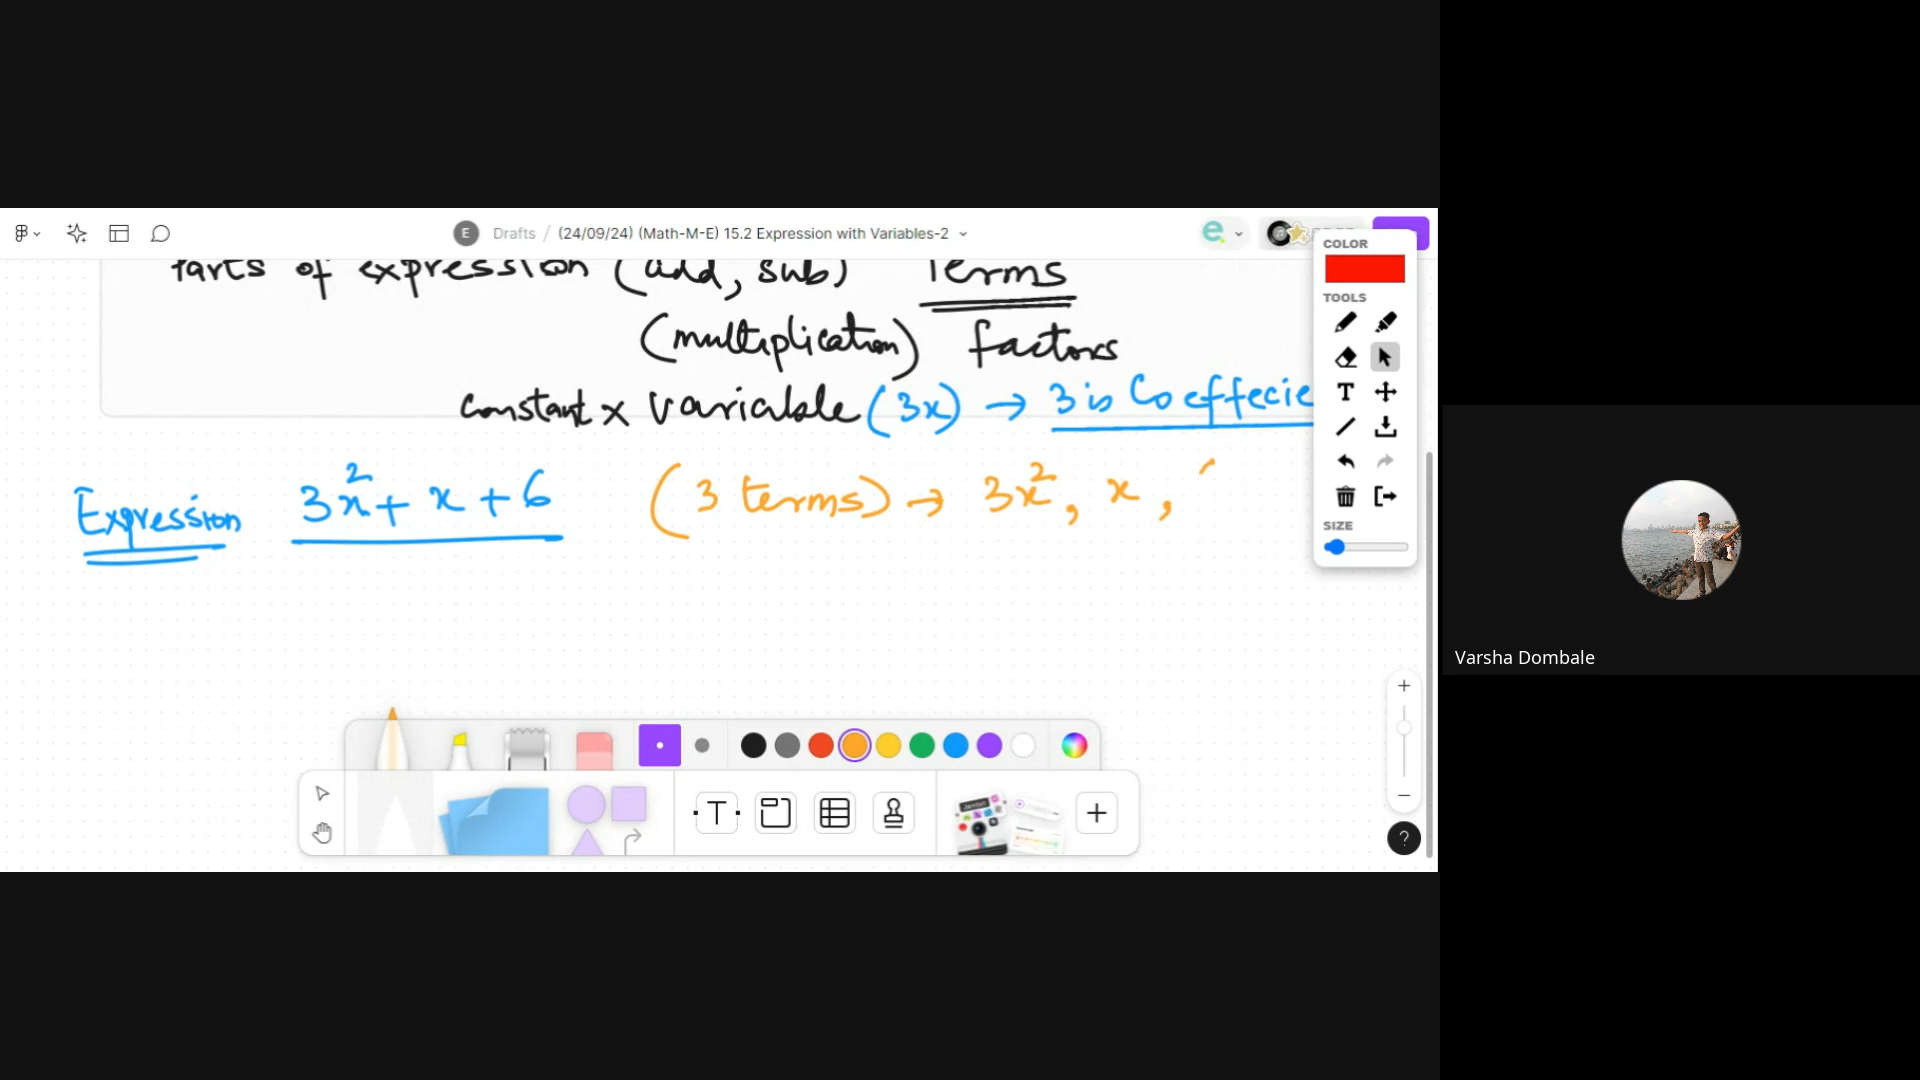 E Drafts / (24/09/24) (Math-M-E) 15.2 Expression with Variables-2
parts of expression (add, sub) Terms
(multiplication) factors
constant x variable (3x) → 3 is Coeffecie
Expression 3x² + x + 6 (3 terms) → 3x², x,
COLOR
TOOLS
T
SIZE
T
?
Varsha Dombale